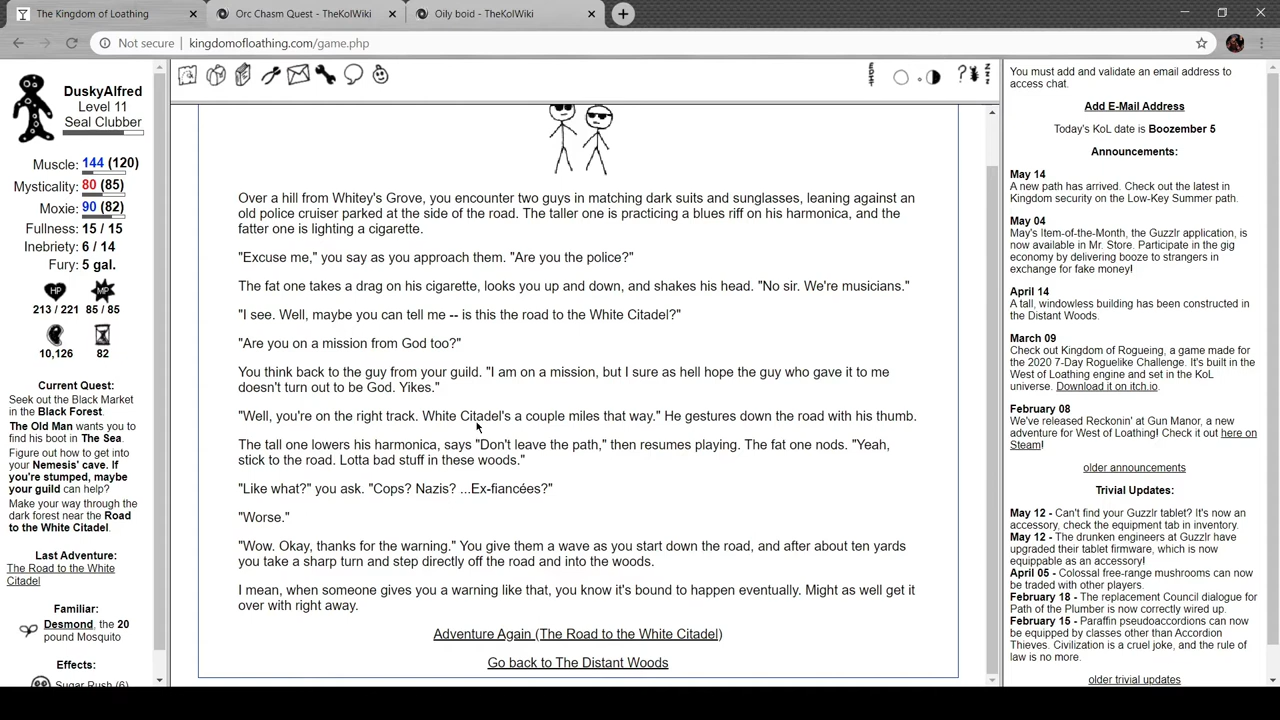 The Kingdom of Loathing
Orc Chasm Quest - TheKolWiki
Oily boid - TheKolWiki
Not secure | kingdomofloathing.com/game.php
DuskyAlfred
Level 11
Seal Clubber
Muscle: 144 (120)
Mysticality: 80 (85)
Moxie: 90 (82)
Fullness: 15 / 15
Inebriety: 6 / 14
Fury: 5 gal.
HP
MP
213 / 221 85 / 85
10,126 82
Current Quest:
Seek out the Black Market
in the Black Forest.
The Old Man wants you to
find his boot in The Sea.
Figure out how to get into
your Nemesis' cave. If
you're stumped, maybe
your guild can help?
Make your way through the
dark forest near the Road
to the White Citadel.
Last Adventure:
The Road to the White
Citadel
Familiar:
Desmond, the 20
pound Mosquito
Effects:
Sugar Rush (6)
Over a hill from Whitey's Grove, you encounter two guys in matching dark suits and sunglasses, leaning against an
old police cruiser parked at the side of the road. The taller one is practicing a blues riff on his harmonica, and the
fatter one is lighting a cigarette.
"Excuse me," you say as you approach them. "Are you the police?"
The fat one takes a drag on his cigarette, looks you up and down, and shakes his head. "No sir. We're musicians."
"I see. Well, maybe you can tell me -- is this the road to the White Citadel?"
"Are you on a mission from God too?"
You think back to the guy from your guild. "I am on a mission, but I sure as hell hope the guy who gave it to me
doesn't turn out to be God. Yikes."
"Well, you're on the right track. White Citadel's a couple miles that way." He gestures down the road with his thumb.
The tall one lowers his harmonica, says "Don't leave the path," then resumes playing. The fat one nods. "Yeah,
stick to the road. Lotta bad stuff in these woods."
"Like what?" you ask. "Cops? Nazis? ...Ex-fiancées?"
"Worse."
"Wow. Okay, thanks for the warning." You give them a wave as you start down the road, and after about ten yards
you take a sharp turn and step directly off the road and into the woods.
I mean, when someone gives you a warning like that, you know it's bound to happen eventually. Might as well get it
over with right away.
Adventure Again (The Road to the White Citadel)
Go back to The Distant Woods
You must add and validate an email address to
access chat.
Add E-Mail Address
Today's KoL date is Boozember 5
Announcements:
May 14
A new path has arrived. Check out the latest in
Kingdom security on the Low-Key Summer path.
May 04
May's Item-of-the-Month, the Guzzlr application, is
now available in Mr. Store. Participate in the gig
economy by delivering booze to strangers in
exchange for fake money!
April 14
A tall, windowless building has been constructed in
the Distant Woods.
March 09
Check out Kingdom of Rogueing, a game made for
the 2020 7-Day Roguelike Challenge. It's built in the
West of Loathing engine and set in the KoL
universe. Download it on itch.io.
February 08
We've released Reckonin' at Gun Manor, a new
adventure for West of Loathing! Check it out here on
Steam!
older announcements
Trivial Updates:
May 12 - Can't find your Guzzlr tablet? It's now an
accessory, check the equipment tab in inventory.
May 12 - The drunken engineers at Guzzlr have
upgraded their tablet firmware, which is now
equippable as an accessory!
April 05 - Colossal free-range mushrooms can now
be traded with other players.
February 18 - The replacement Council dialogue for
Path of the Plumber is now correctly wired up.
February 15 - Paraffin pseudoaccordions can now
be equipped by classes other than Accordion
Thieves. Civilization is a cruel joke, and the rule of
law is no more.
older trivial updates